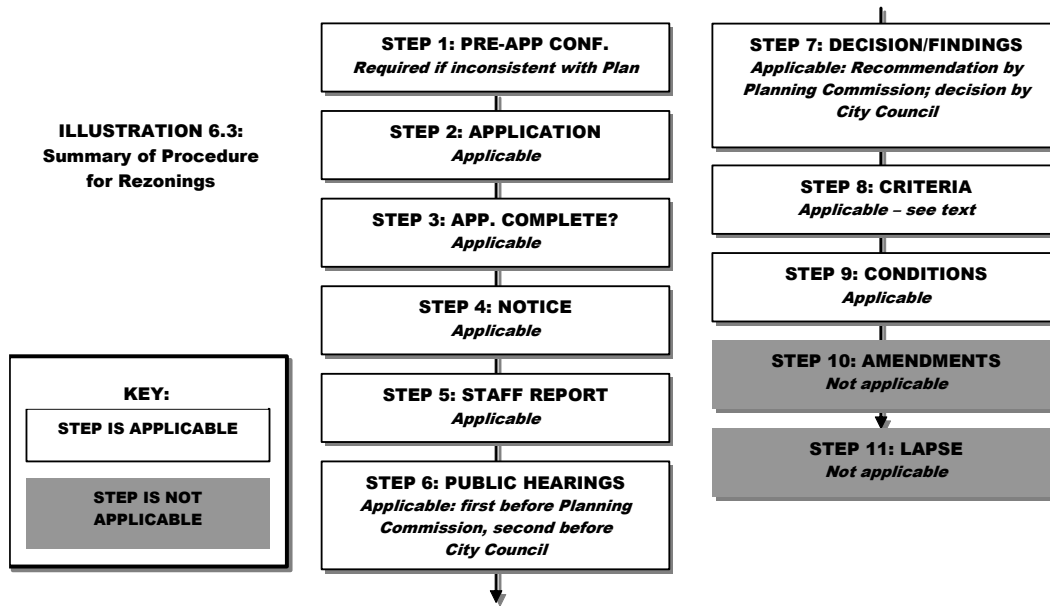 ILLUSTRATION 6.3:
Summary of Procedure
for Rezonings
KEY:
STEP IS APPLICABLE
STEP IS NOT
APPLICABLE
STEP 1: PRE-APP CONF.
Required if inconsistent with Plan
STEP 2: APPLICATION
Applicable
STEP 3: APP. COMPLETE?
Applicable
STEP 4: NOTICE
Applicable
STEP 5: STAFF REPORT
Applicable
STEP 6: PUBLIC HEARINGS
Applicable: first before Planning
Commission, second before
City Council
STEP 7: DECISION/FINDINGS
Applicable: Recommendation by
Planning Commission; decision by
City Council
STEP 8: CRITERIA
Applicable – see text
STEP 9: CONDITIONS
Applicable
STEP 10: AMENDMENTS
Not applicable
STEP 11: LAPSE
Not applicable